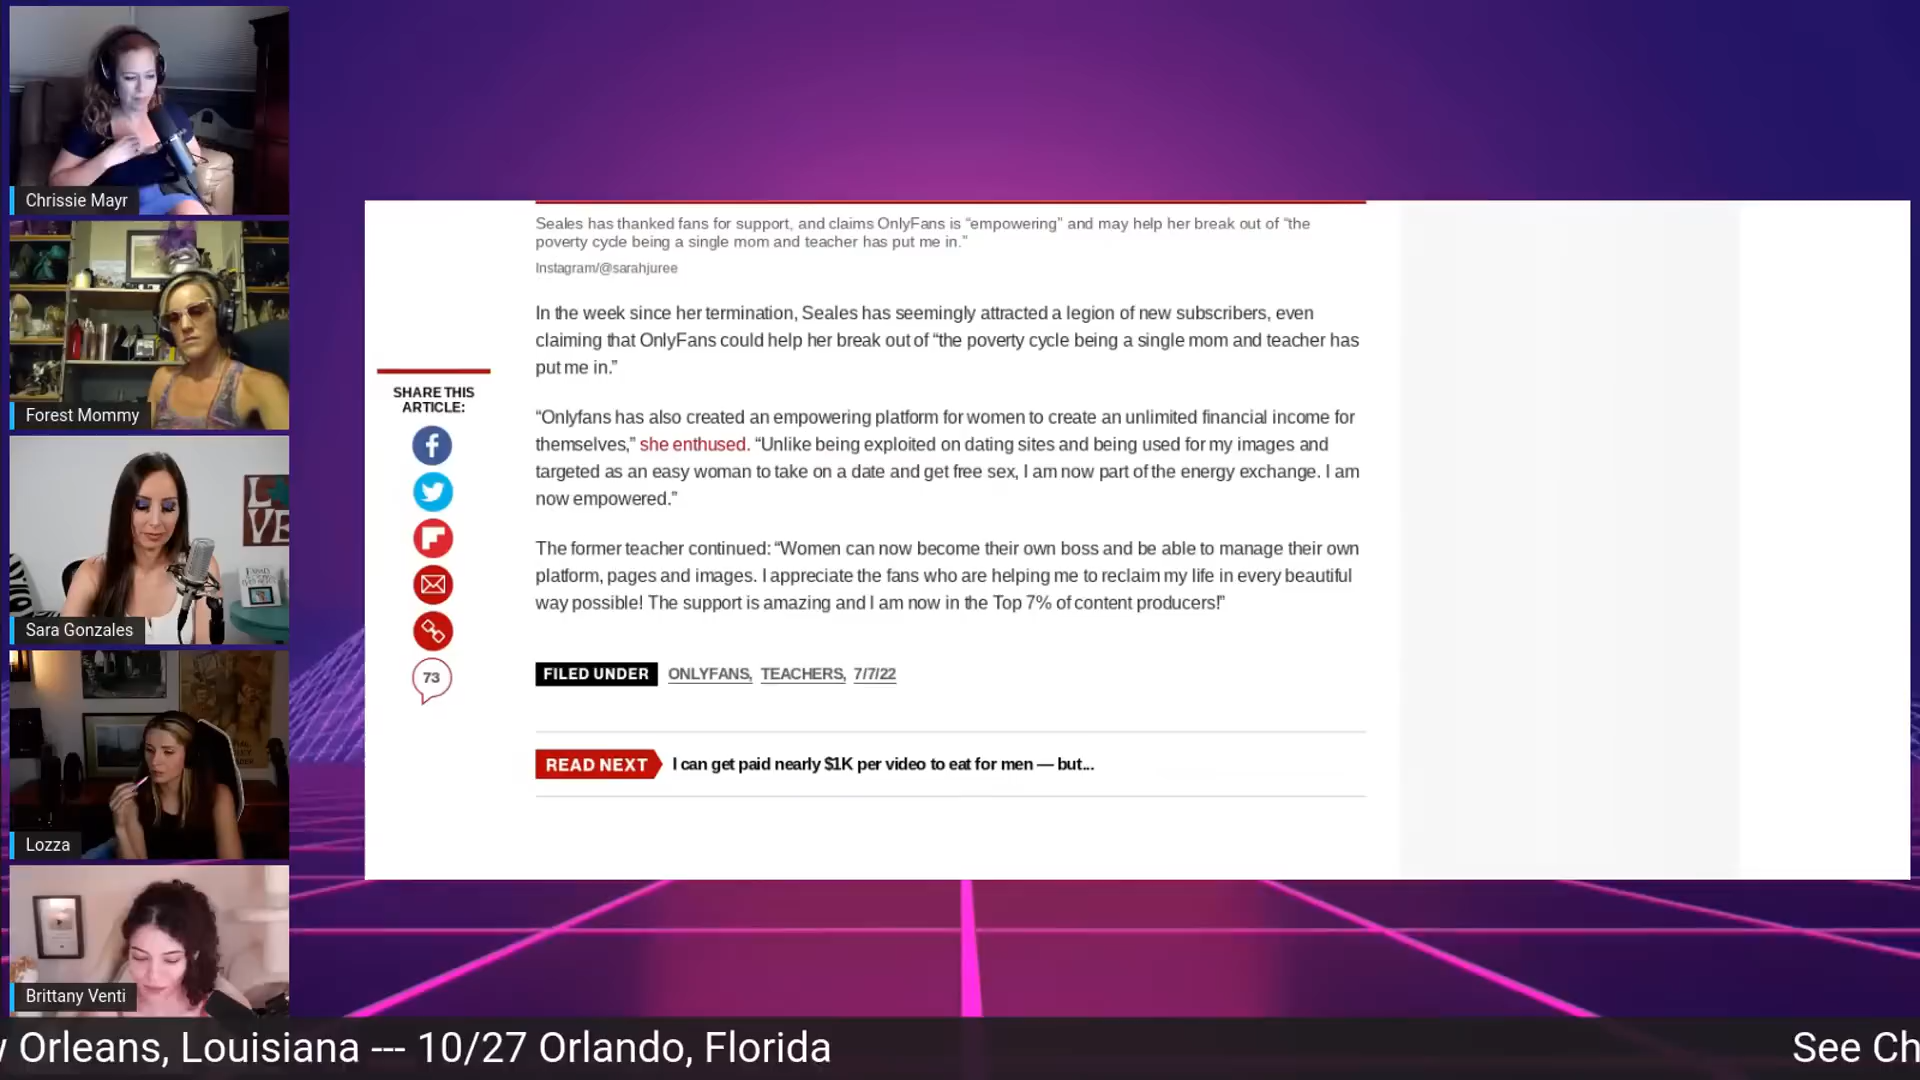 Chrissie Mayr
Forest Mommy
L
VE
Sara Gonzales
Lozza
Brittany Venti
Seales has thanked fans for support, and claims OnlyFans is “empowering” and may help her break out of “the
poverty cycle being a single mom and teacher has put me in.”
Instagram/@sarahjuree
In the week since her termination, Seales has seemingly attracted a legion of new subscribers, even
claiming that OnlyFans could help her break out of “the poverty cycle being a single mom and teacher has
put me in.”
“Onlyfans has also created an empowering platform for women to create an unlimited financial income for
themselves,” she enthused. “Unlike being exploited on dating sites and being used for my images and
targeted as an easy woman to take on a date and get free sex, I am now part of the energy exchange. I am
now empowered.”
The former teacher continued: “Women can now become their own boss and be able to manage their own
platform, pages and images. I appreciate the fans who are helping me to reclaim my life in every beautiful
way possible! The support is amazing and I am now in the Top 7% of content producers!”
SHARE THIS
ARTICLE:
73
FILED UNDER ONLYFANS, TEACHERS, 7/7/22
READ NEXT I can get paid nearly $1K per video to eat for men — but...
Orleans, Louisiana --- 10/27 Orlando, Florida
See Ch